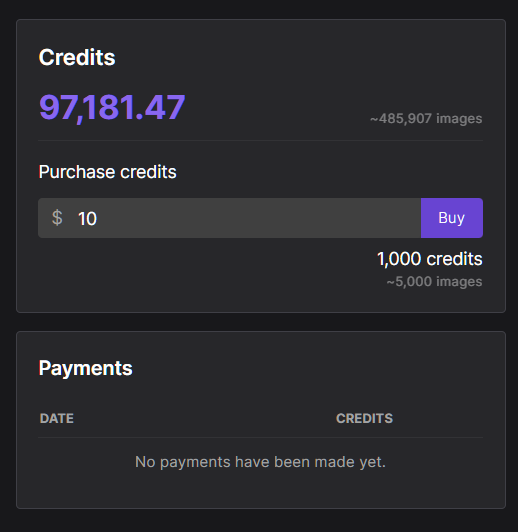 Credits
97,181.47
~485,907 images
Purchase credits
$ 10 Buy
1,000 credits
~5,000 images
Payments
DATE CREDITS
No payments have been made yet.